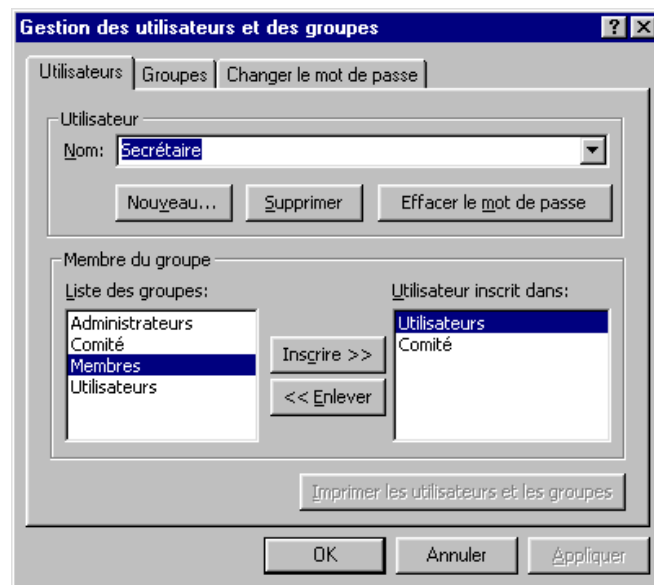 Gestion des utilisateurs et des groupes
Utilisateurs Groupes Changer le mot de passe
Utilisateur
Nom: Secrétaire
Nouveau... Supprimer Effacer le mot de passe
Membre du groupe
Liste des groupes: Utilisateur inscrit dans:
Administrateurs
Comité
Membres
Utilisateurs
Inscrire >>
<< Enlever
Utilisateurs
Comité
Imprimer les utilisateurs et les groupes
OK Annuler Appliquer